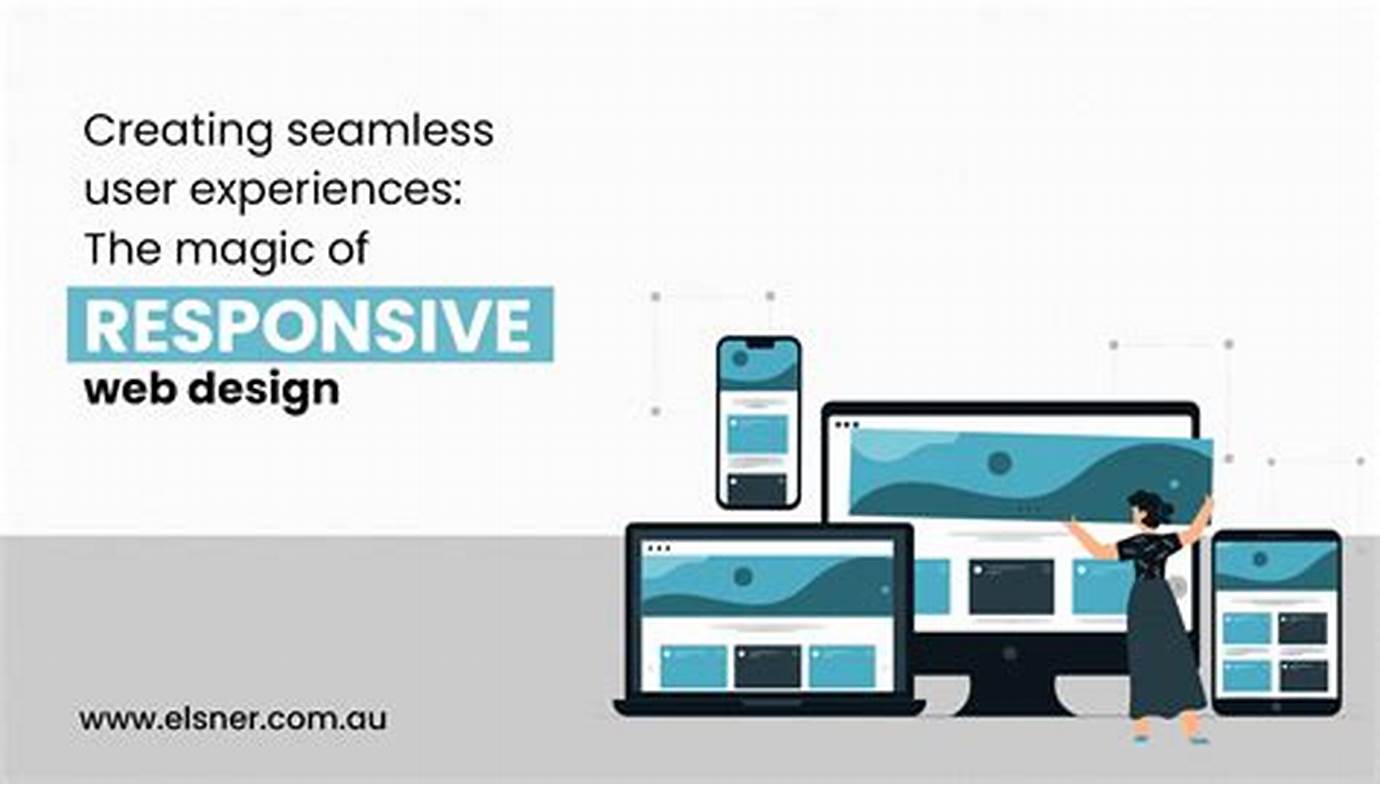 Creating seamless
user experiences:
The magic of
RESPONSIVE
web design
www.elsner.com.au